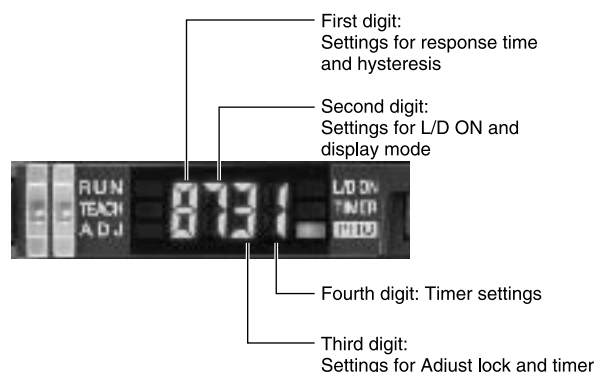 First digit:
Settings for response time
and hysteresis
Second digit:
Settings for L/D ON and
display mode
RUN
TEACH
ADJ
8731
L/D ON
TIMER
Fourth digit: Timer settings
Third digit:
Settings for Adjust lock and timer